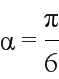 α = π/6